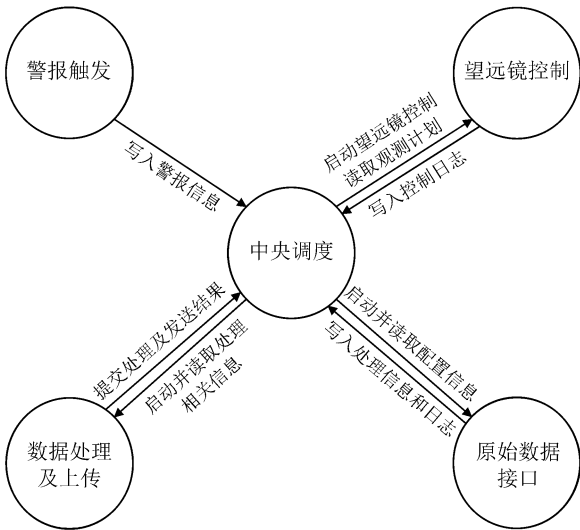 警报触发
望远镜控制
写入警报信息
启动望远镜控制
读取观测计划
写入控制日志
中央调度
提交处理及发送结果
启动并读取处理
相关信息
启动并读取配置信息
写入处理信息和日志
数据处理
及上传
原始数据
接口